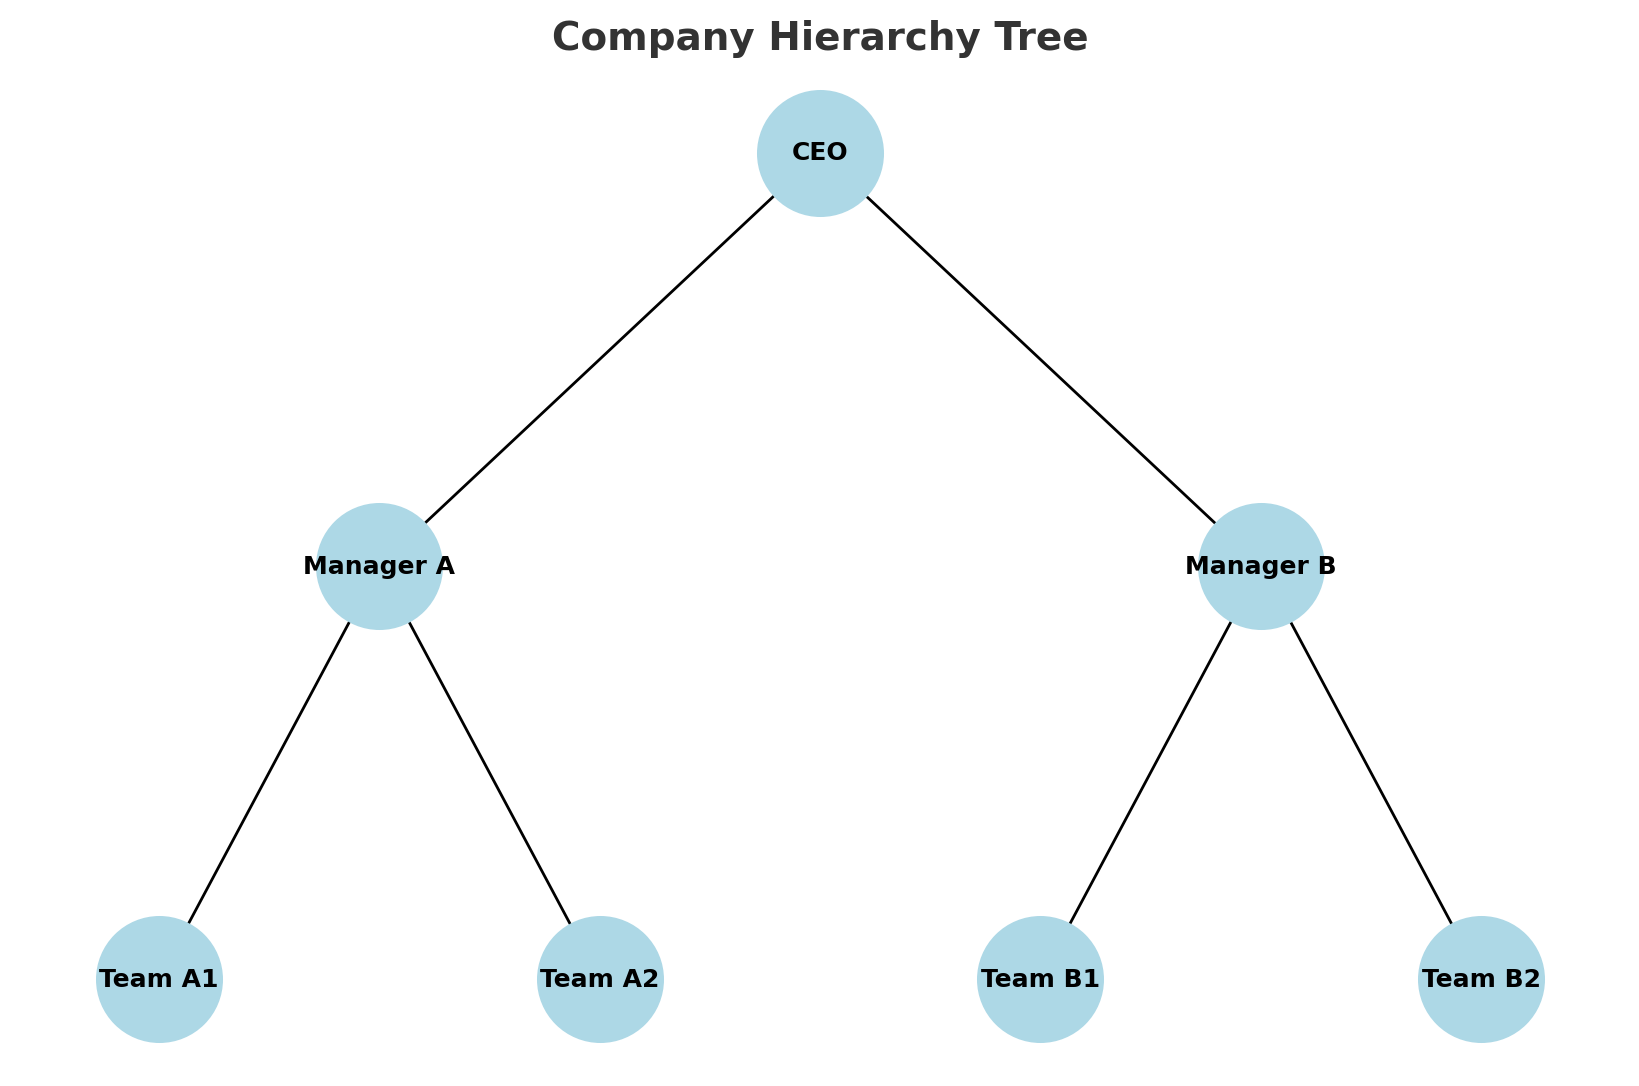 Company Hierarchy Tree
CEO
Manager A
Manager B
Team A1
Team A2
Team B1
Team B2